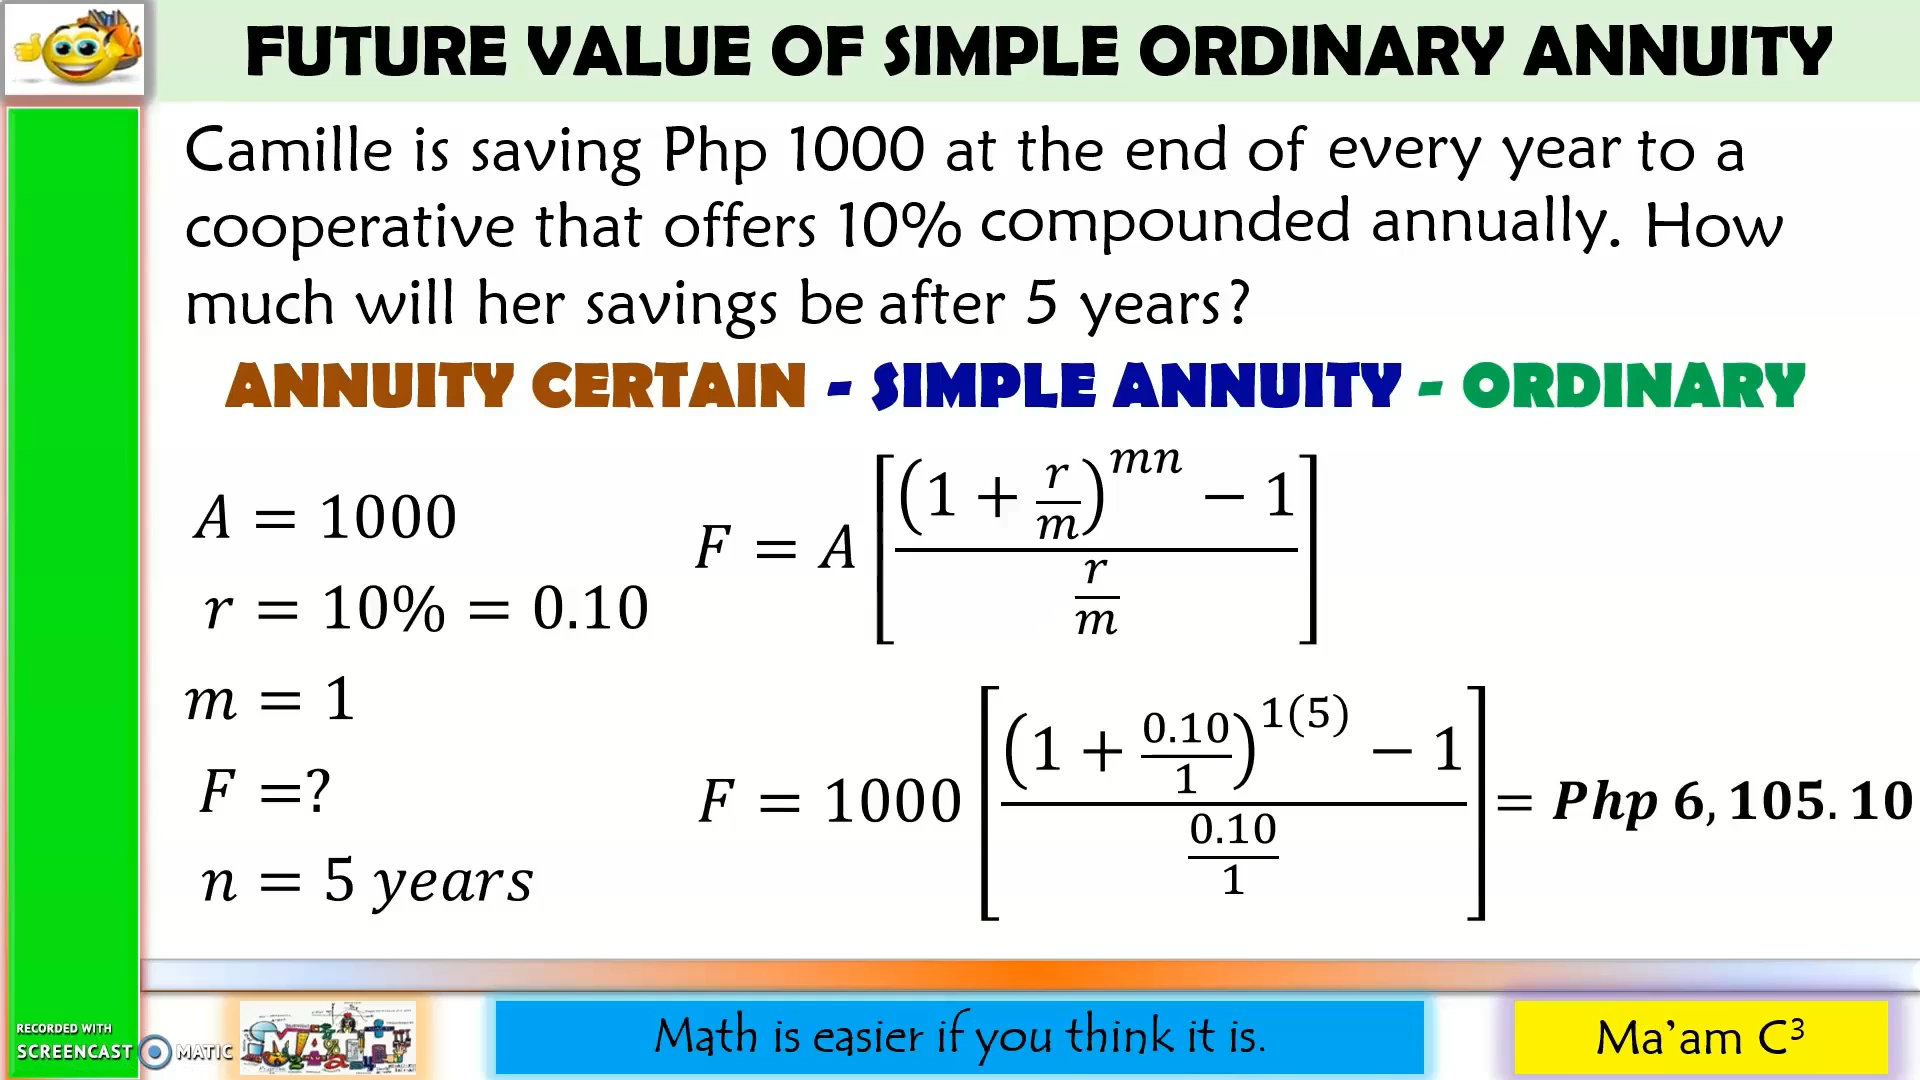 FUTURE VALUE OF SIMPLE ORDINARY ANNUITY
Camille is saving Php 1000 at the end of every year to a
cooperative that offers 10% compounded annually. How
much will her savings be after 5 years?
ANNUITY CERTAIN - SIMPLE ANNUITY - ORDINARY
A = 1000
r = 10% = 0.10
m = 1
F =?
n = 5 years
F = A [((1 + r/m)^{mn} − 1) / (r/m)]
F = 1000 [((1 + 0.10/1)^{1(5)} − 1) / (0.10/1)] = Php 6,105.10
RECORDED WITH
SCREENCAST MATIC
MATH
Math is easier if you think it is.
Ma'am C³